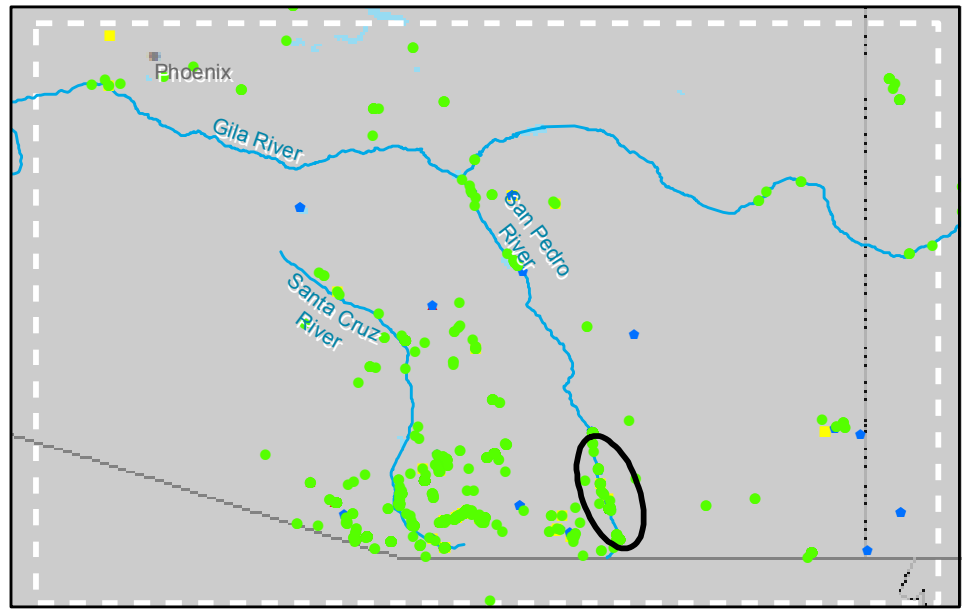 Phoenix
Gila River
San Pedro
River
Santa Cruz
River